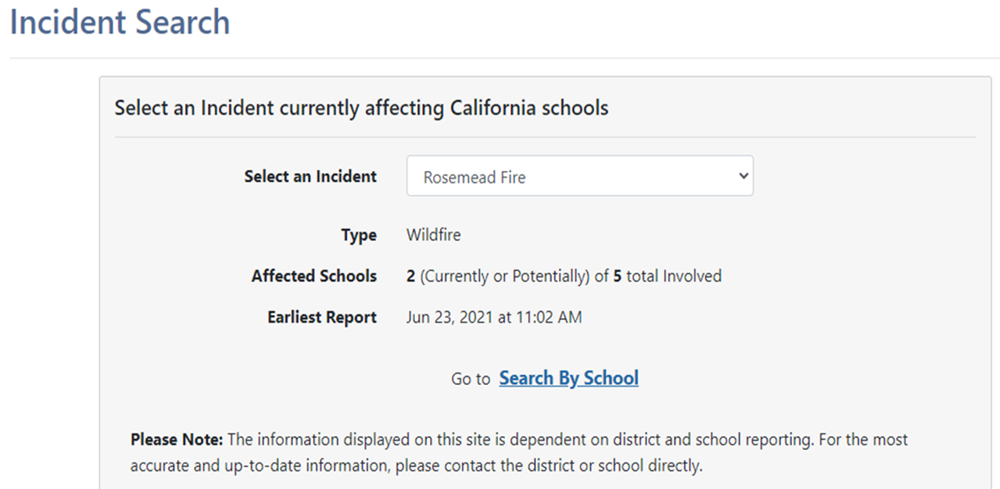 Incident Search
Select an Incident currently affecting California schools
Select an Incident Rosemead Fire
Type Wildfire
Affected Schools 2 (Currently or Potentially) of 5 total Involved
Earliest Report Jun 23, 2021 at 11:02 AM
Go to Search By School
Please Note: The information displayed on this site is dependent on district and school reporting. For the most
accurate and up-to-date information, please contact the district or school directly.